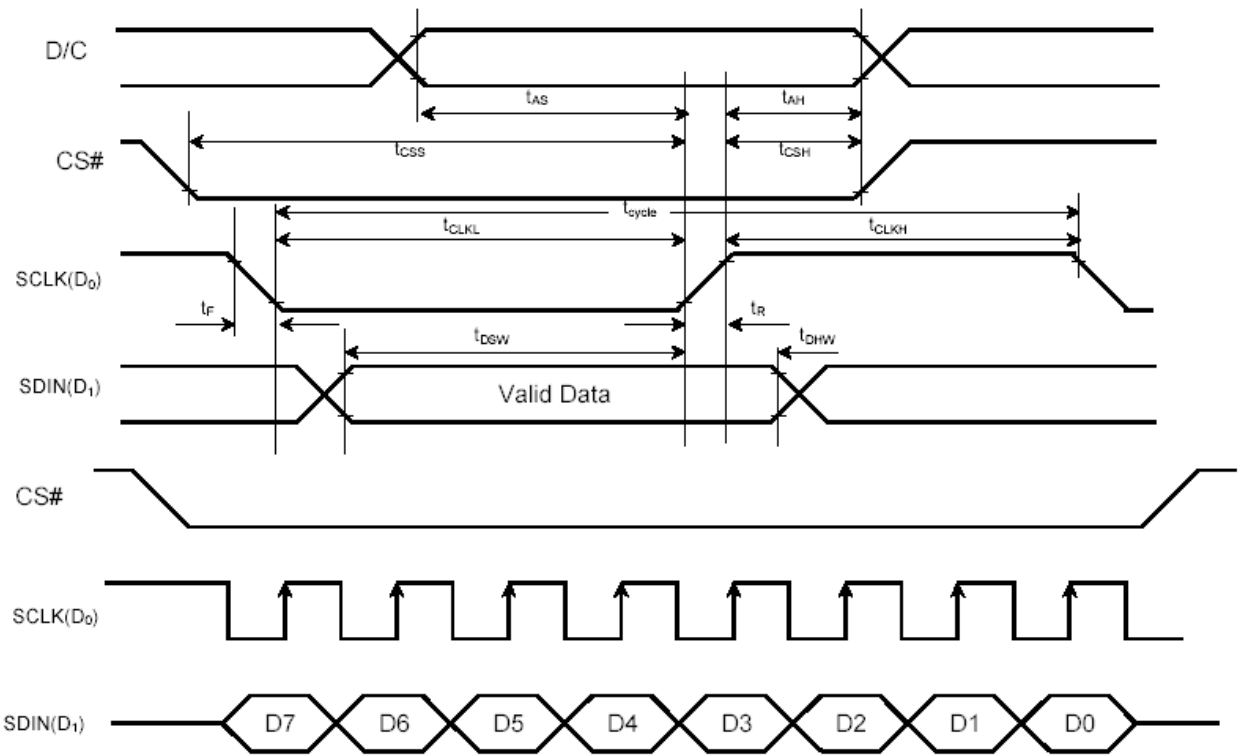 D/C
tAS
tAH
CS#
tCSS
tCSH
tcycle
tCLKL
tCLKH
SCLK(D0)
tF
tR
tDSW
tDHW
SDIN(D1)
Valid Data
CS#
SCLK(D0)
SDIN(D1)
D7 D6 D5 D4 D3 D2 D1 D0